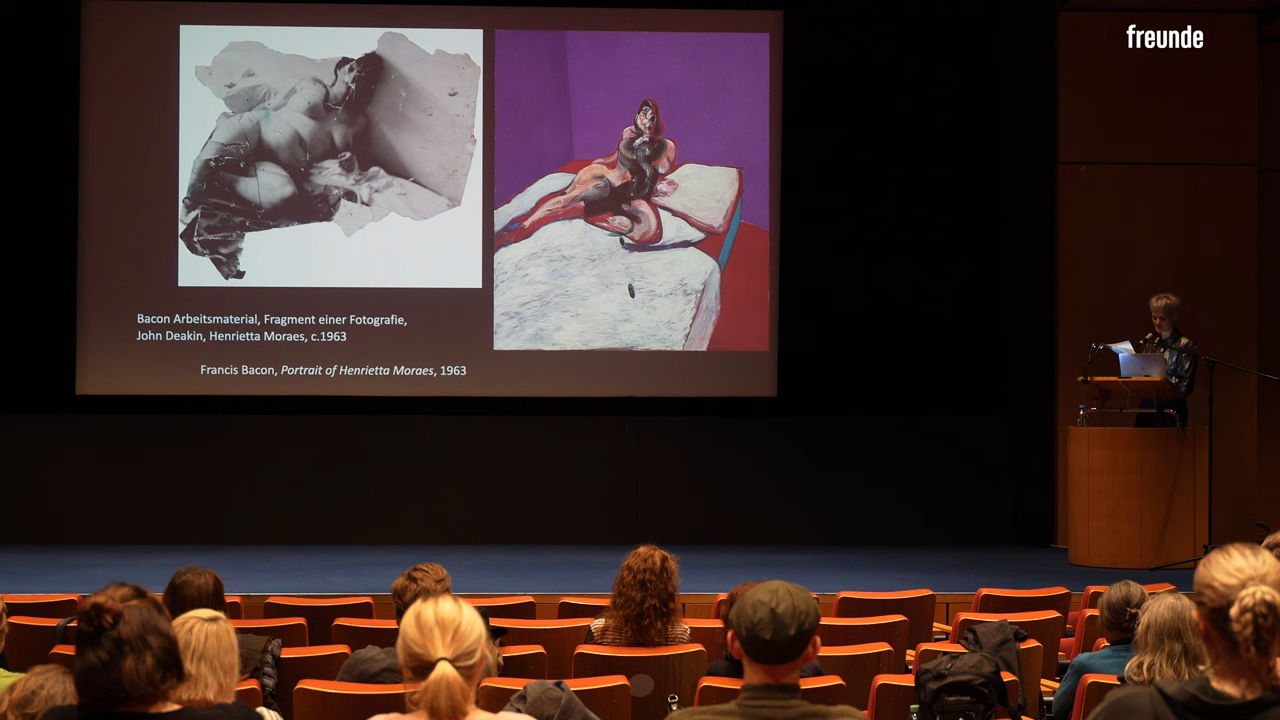 freunde
Bacon Arbeitsmaterial, Fragment einer Fotografie,
John Deakin, Henrietta Moraes, c.1963
Francis Bacon, Portrait of Henrietta Moraes, 1963